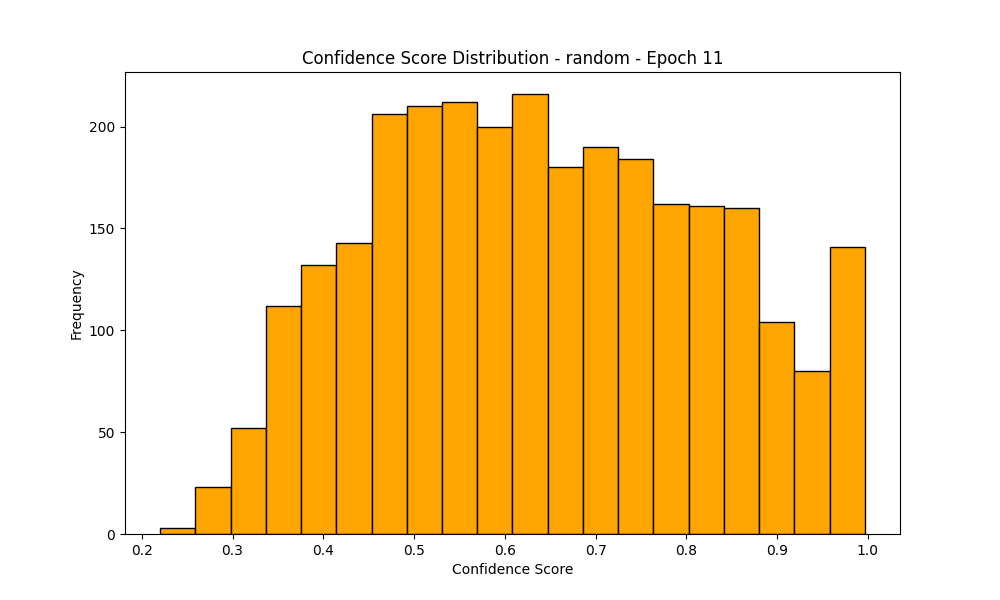 Confidence Score Distribution - random - Epoch 11
Frequency
200
150
100
50
0
0.2 0.3 0.4 0.5 0.6 0.7 0.8 0.9 1.0
Confidence Score